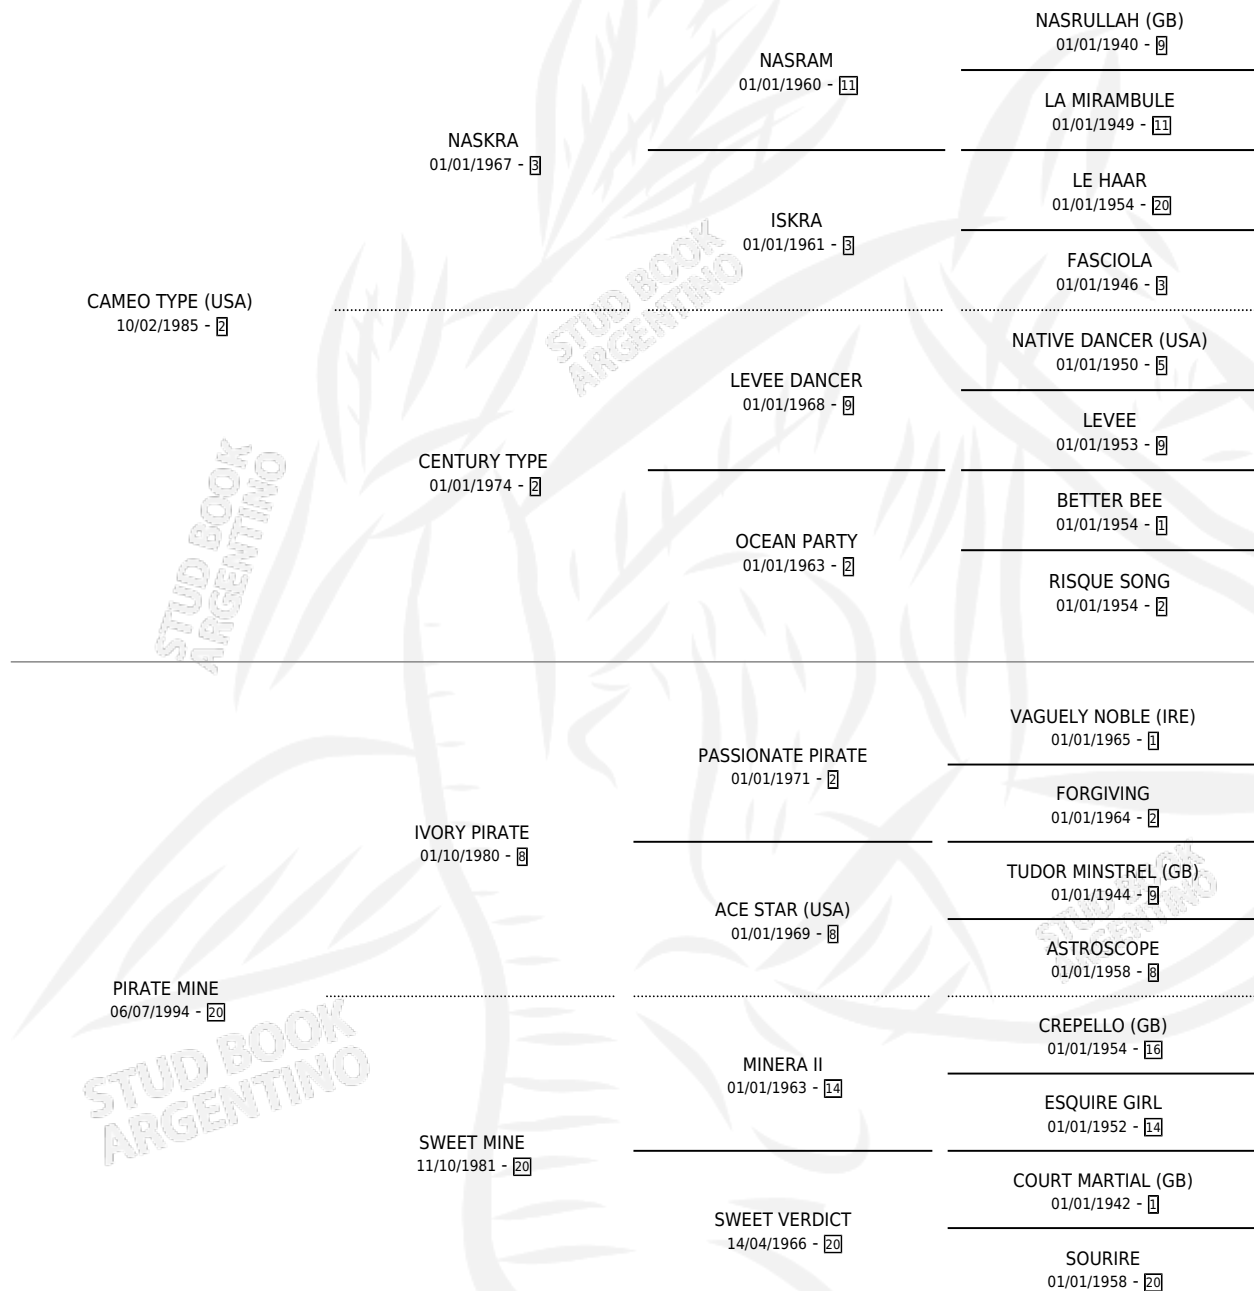 NASRULLAH (GB)
01/01/1940 - 9
NASRAM
01/01/1960 - 11
LA MIRAMBULE
01/01/1949 - 11
NASKRA
01/01/1967 - 3
LE HAAR
01/01/1954 - 20
ISKRA
01/01/1961 - 3
FASCIOLA
01/01/1946 - 3
CAMEO TYPE (USA)
10/02/1985 - 2
NATIVE DANCER (USA)
01/01/1950 - 5
LEVEE DANCER
01/01/1968 - 9
LEVEE
01/01/1953 - 9
CENTURY TYPE
01/01/1974 - 2
BETTER BEE
01/01/1954 - 1
OCEAN PARTY
01/01/1963 - 2
RISQUE SONG
01/01/1954 - 2
VAGUELY NOBLE (IRE)
01/01/1965 - 1
PASSIONATE PIRATE
01/01/1971 - 2
FORGIVING
01/01/1964 - 2
IVORY PIRATE
01/10/1980 - 8
TUDOR MINSTREL (GB)
01/01/1944 - 9
ACE STAR (USA)
01/01/1969 - 8
ASTROSCOPE
01/01/1958 - 8
PIRATE MINE
06/07/1994 - 20
CREPELLO (GB)
01/01/1954 - 16
MINERA II
01/01/1963 - 14
ESQUIRE GIRL
01/01/1952 - 14
SWEET MINE
11/10/1981 - 20
COURT MARTIAL (GB)
01/01/1942 - 1
SWEET VERDICT
14/04/1966 - 20
SOURIRE
01/01/1958 - 20
STUD BOOK
ARGENTINO
STUD BOOK
ARGENTINO
STUD BOOK
ARGENTINO
STUD BOOK
ARGENTINO